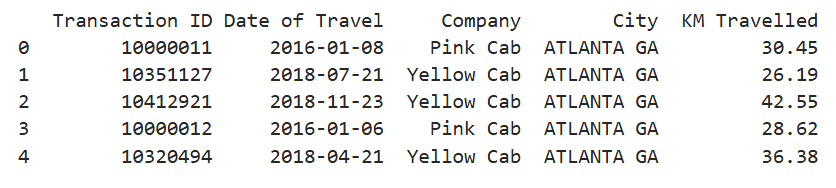 Transaction ID Date of Travel Company City KM Travelled
0 10000011 2016-01-08 Pink Cab ATLANTA GA 30.45
1 10351127 2018-07-21 Yellow Cab ATLANTA GA 26.19
2 10412921 2018-11-23 Yellow Cab ATLANTA GA 42.55
3 10000012 2016-01-06 Pink Cab ATLANTA GA 28.62
4 10320494 2018-04-21 Yellow Cab ATLANTA GA 36.38